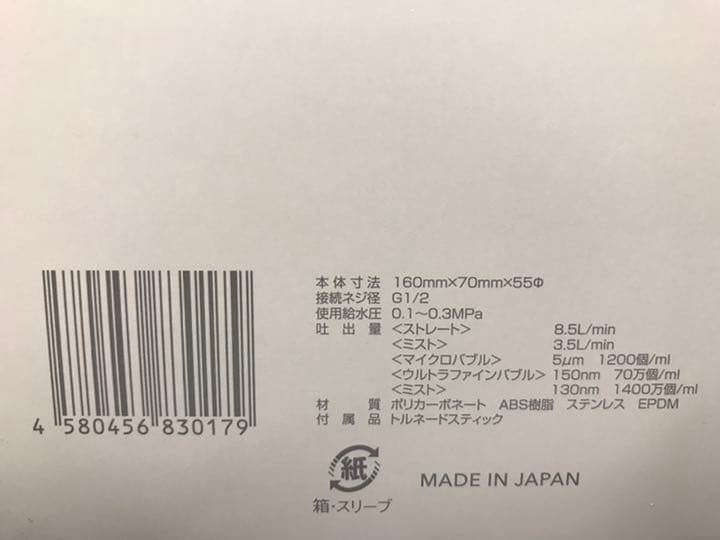 本体寸法 160mm×70mm×55Φ
接続ネジ径 G1/2
使用給水圧 0.1～0.3MPa
吐出量 <ストレート> 8.5L/min
<ミスト> 3.5L/min
<マイクロバブル> 5μm 1200個/ml
<ウルトラファインバブル> 150nm 70万個/ml
<ミスト> 130nm 1400万個/ml
材質 ポリカーボネート ABS樹脂 ステンレス EPDM
付属品 トルネードスティック
4 580456 830179
紙
箱・スリーブ
MADE IN JAPAN